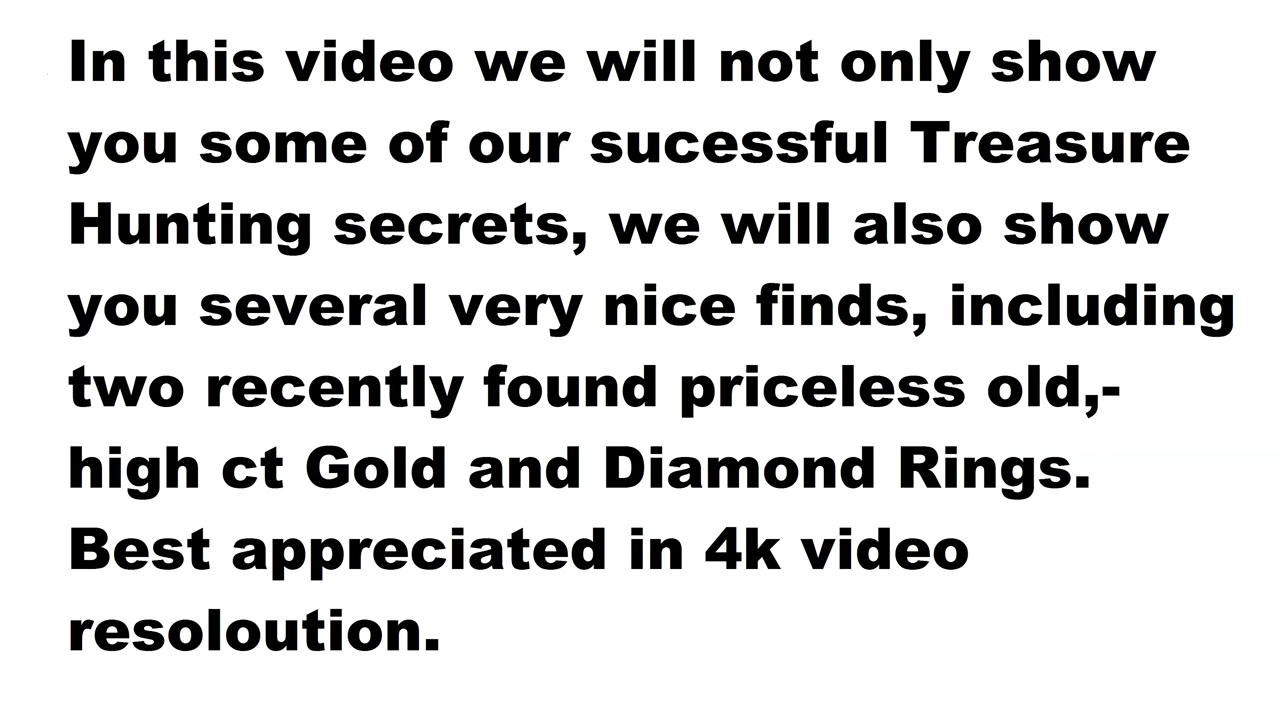 In this video we will not only show
you some of our sucessful Treasure
Hunting secrets, we will also show
you several very nice finds, including
two recently found priceless old,-
high ct Gold and Diamond Rings.
Best appreciated in 4k video
resoloution.